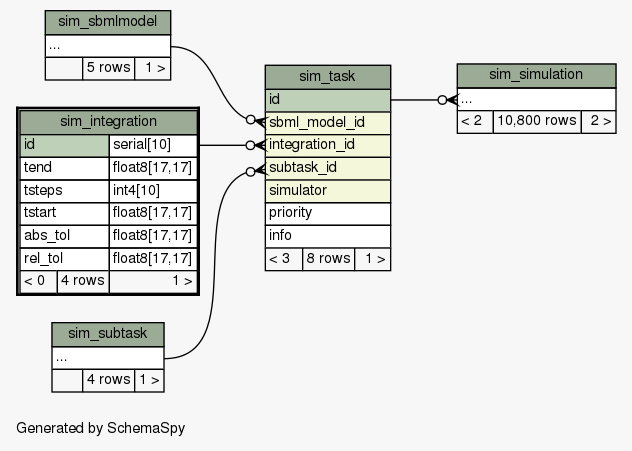 sim_sbmlmodel
...
5 rows 1 >
sim_integration
id serial[10]
tend float8[17,17]
tsteps int4[10]
tstart float8[17,17]
abs_tol float8[17,17]
rel_tol float8[17,17]
< 0 4 rows 1 >
sim_subtask
...
4 rows 1 >
sim_task
id
sbml_model_id
integration_id
subtask_id
simulator
priority
info
< 3 8 rows 1 >
sim_simulation
...
< 2 10,800 rows 2 >
Generated by SchemaSpy